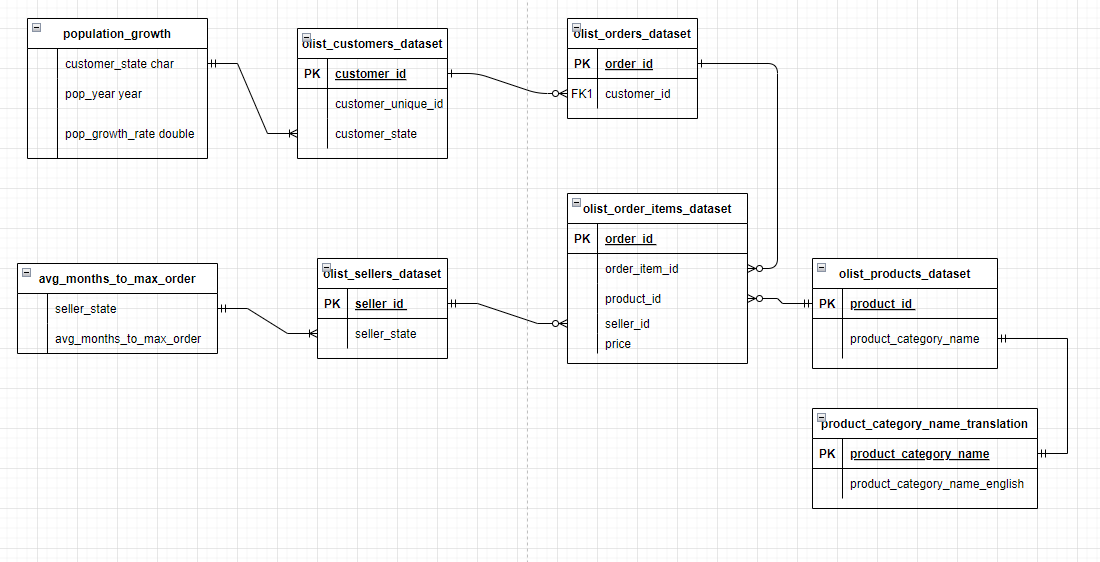 population_growth
customer_state char
pop_year year
pop_growth_rate double
olist_customers_dataset
PK customer_id
customer_unique_id
customer_state
olist_orders_dataset
PK order_id
FK1 customer_id
olist_order_items_dataset
PK order_id
order_item_id
product_id
seller_id
price
avg_months_to_max_order
seller_state
avg_months_to_max_order
olist_sellers_dataset
PK seller_id
seller_state
olist_products_dataset
PK product_id
product_category_name
product_category_name_translation
PK product_category_name
product_category_name_english